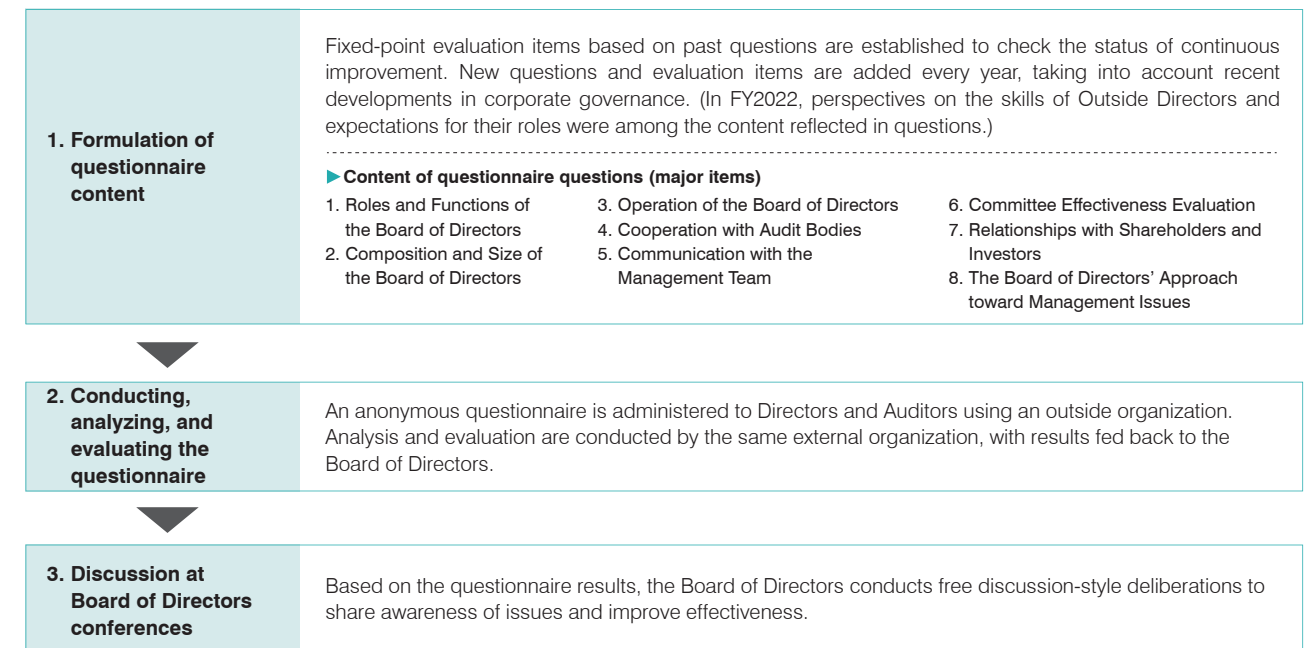 1. Formulation of
questionnaire
content
Fixed-point evaluation items based on past questions are established to check the status of continuous
improvement. New questions and evaluation items are added every year, taking into account recent
developments in corporate governance. (In FY2022, perspectives on the skills of Outside Directors and
expectations for their roles were among the content reflected in questions.)
▶Content of questionnaire questions (major items)
1. Roles and Functions of
the Board of Directors
2. Composition and Size of
the Board of Directors
3. Operation of the Board of Directors
4. Cooperation with Audit Bodies
5. Communication with the
Management Team
6. Committee Effectiveness Evaluation
7. Relationships with Shareholders and
Investors
8. The Board of Directors’ Approach
toward Management Issues
2. Conducting,
analyzing, and
evaluating the
questionnaire
An anonymous questionnaire is administered to Directors and Auditors using an outside organization.
Analysis and evaluation are conducted by the same external organization, with results fed back to the
Board of Directors.
3. Discussion at
Board of Directors
conferences
Based on the questionnaire results, the Board of Directors conducts free discussion-style deliberations to
share awareness of issues and improve effectiveness.